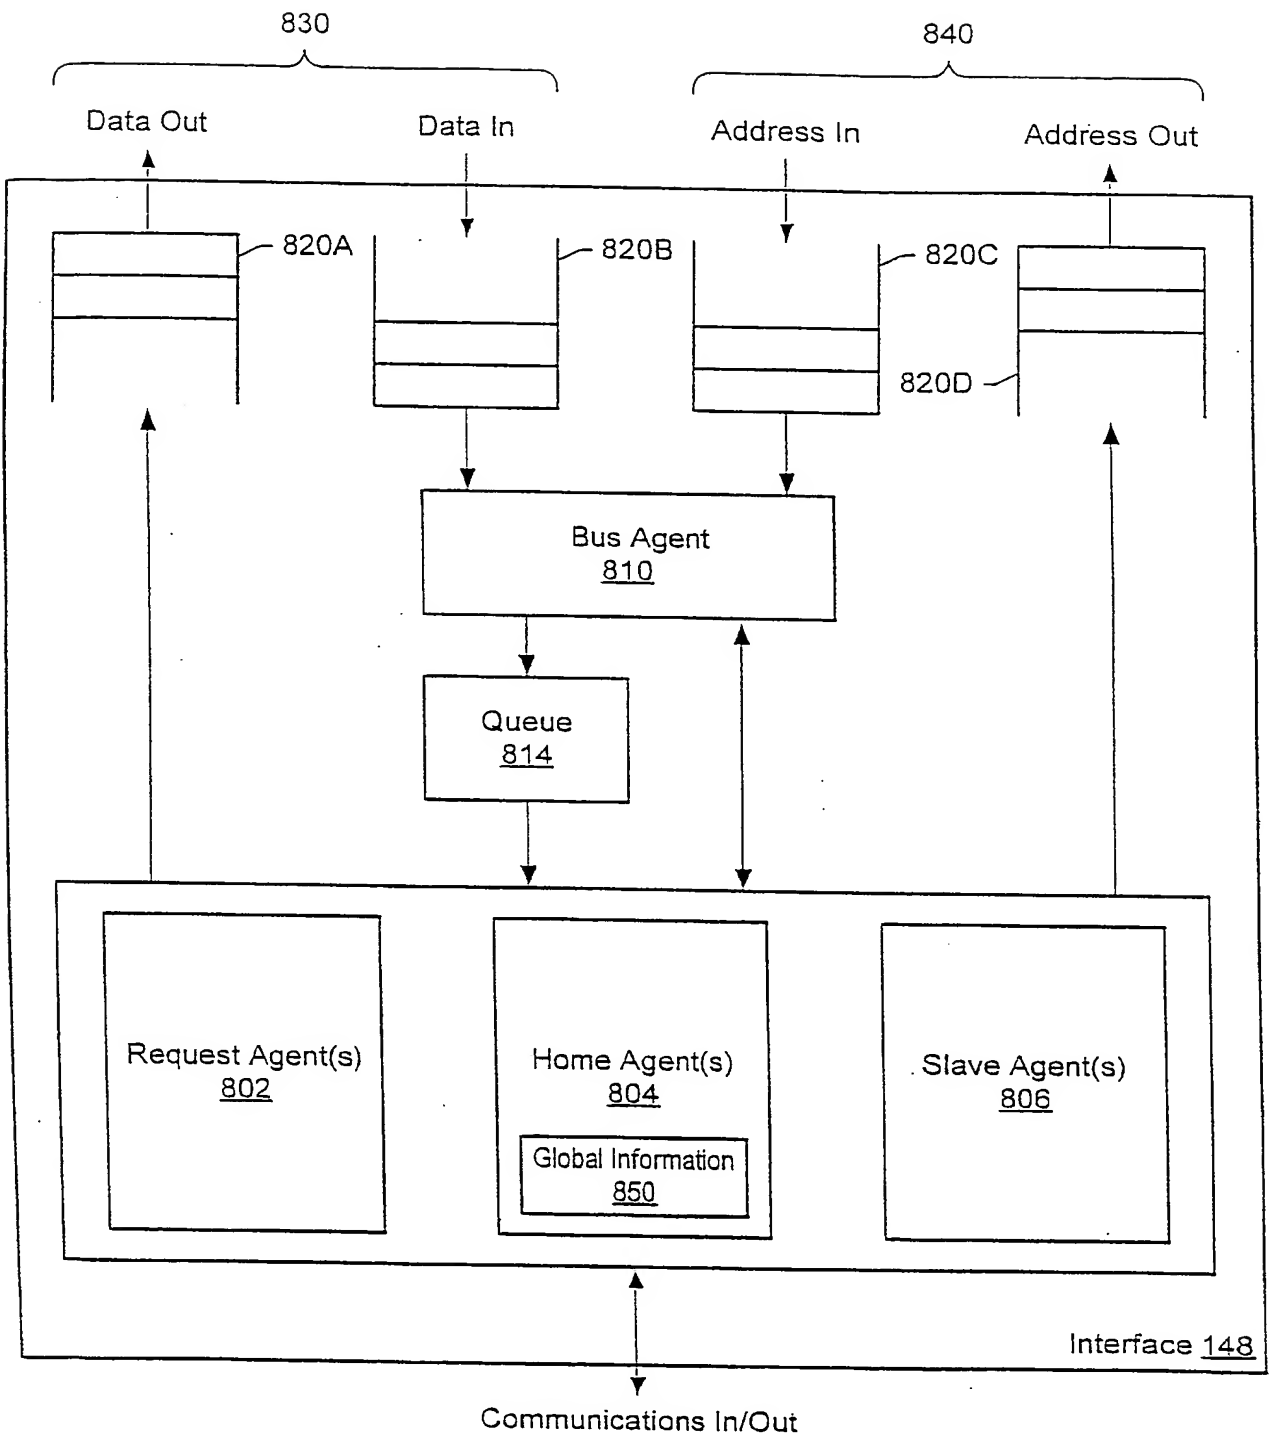 830
840
Data Out
Data In
Address In
Address Out
820A
820B
820C
820D
Bus Agent
810
Queue
814
Request Agent(s)
802
Home Agent(s)
804
Slave Agent(s)
806
Global Information
850
Interface 148
Communications In/Out